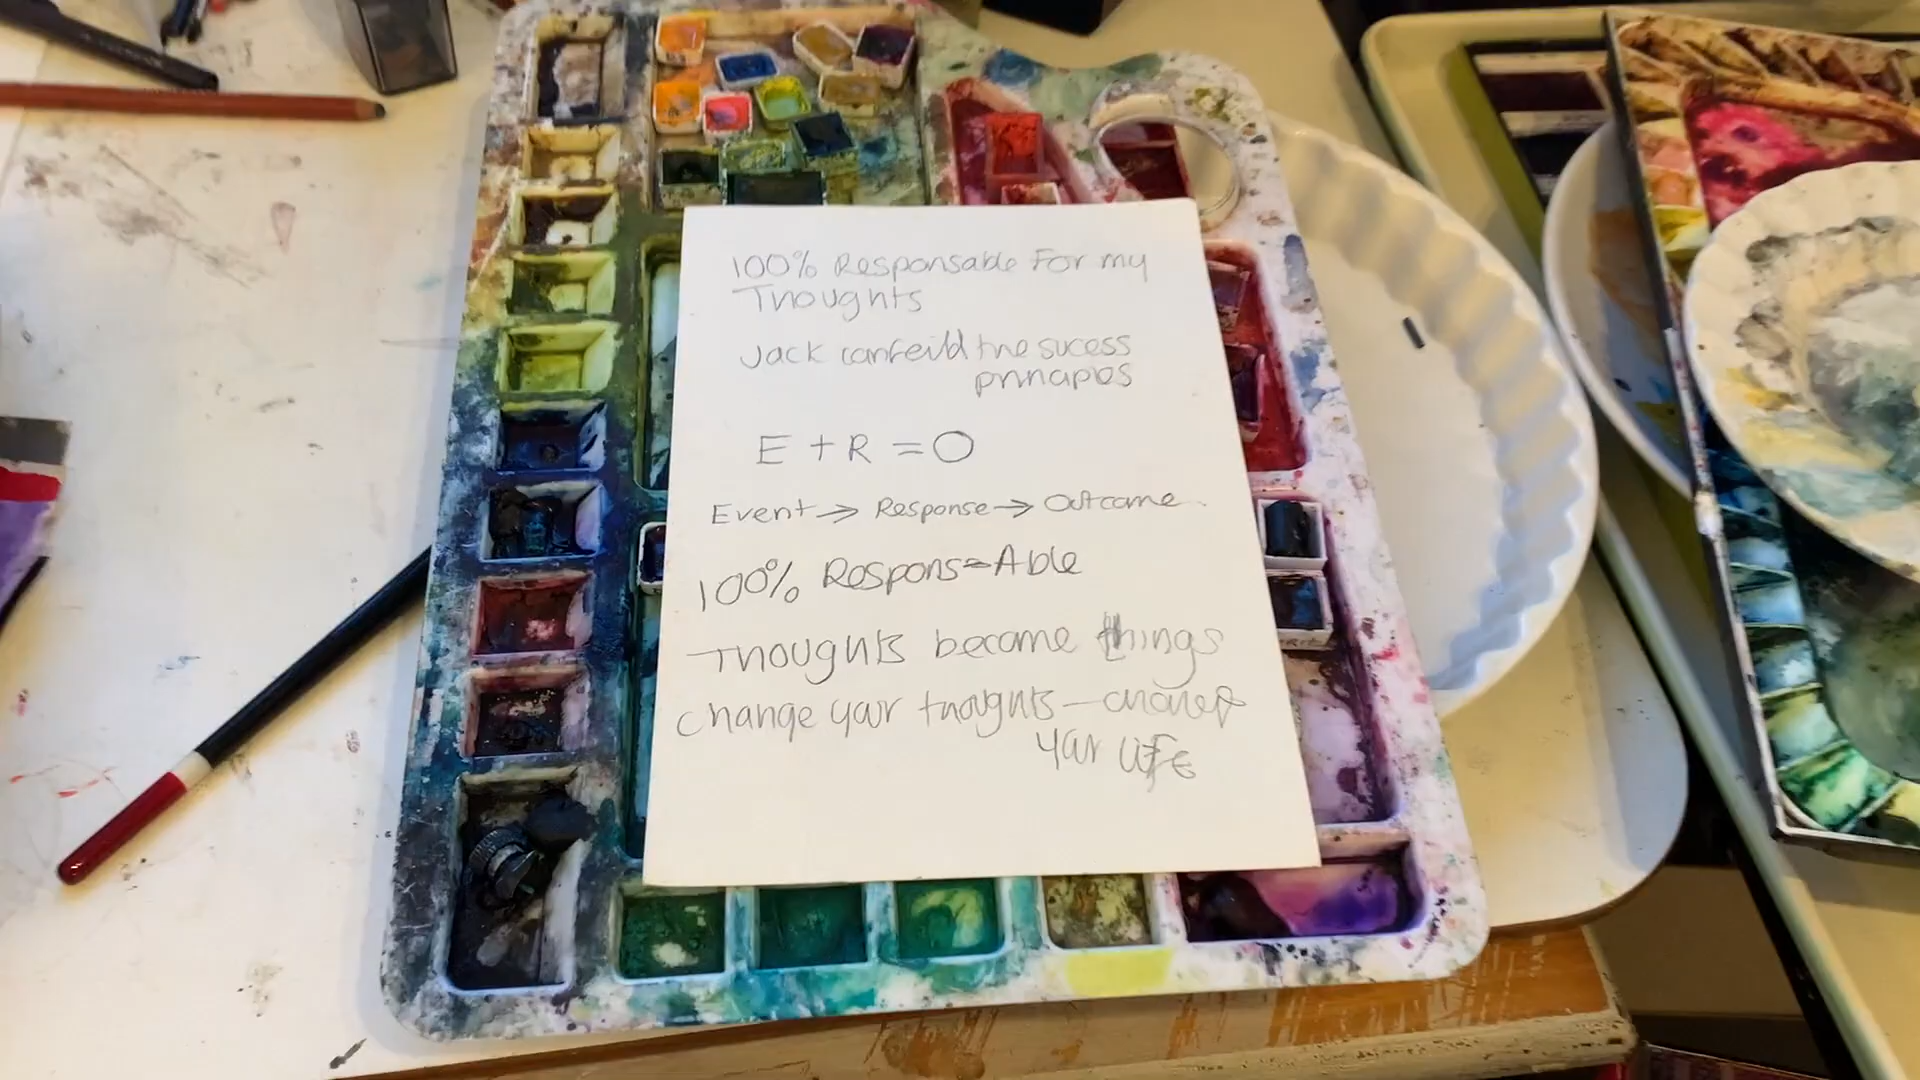 100% Responsable For my
Thoughts
Jack canfeild the sucess
principles
E + R = O
Event → Response → Outcome
100% Respons-Able
Thoughts become things
change your thoughts — change
your life